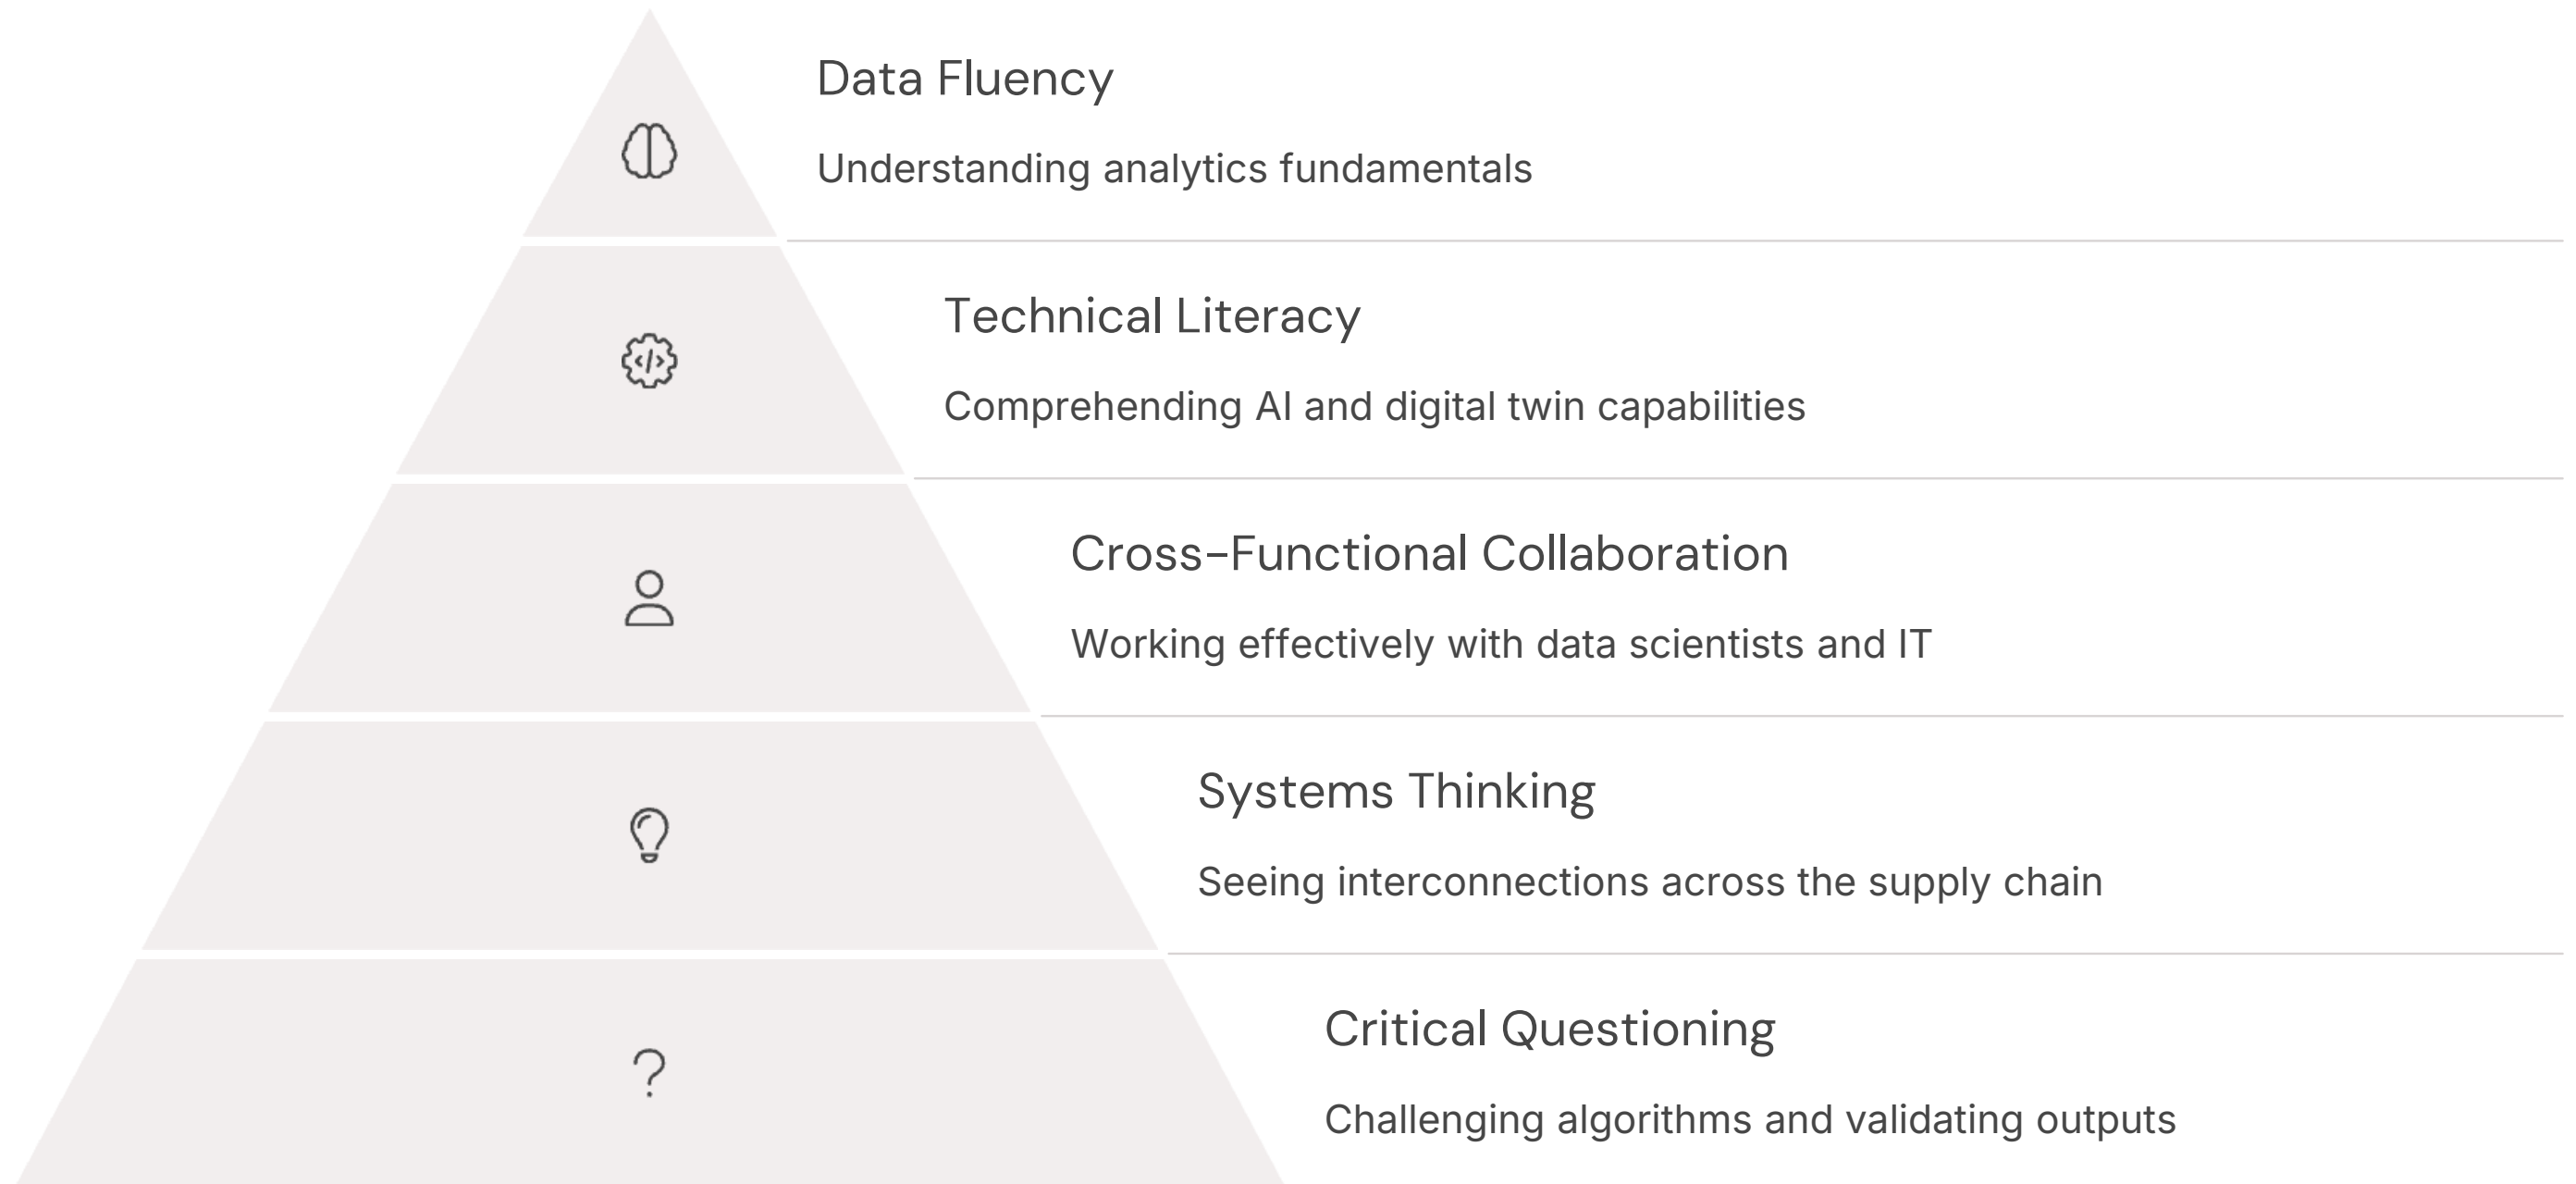 Data Fluency
Understanding analytics fundamentals
</>
Technical Literacy
Comprehending AI and digital twin capabilities
Cross-Functional Collaboration
Working effectively with data scientists and IT
Systems Thinking
Seeing interconnections across the supply chain
?
Critical Questioning
Challenging algorithms and validating outputs